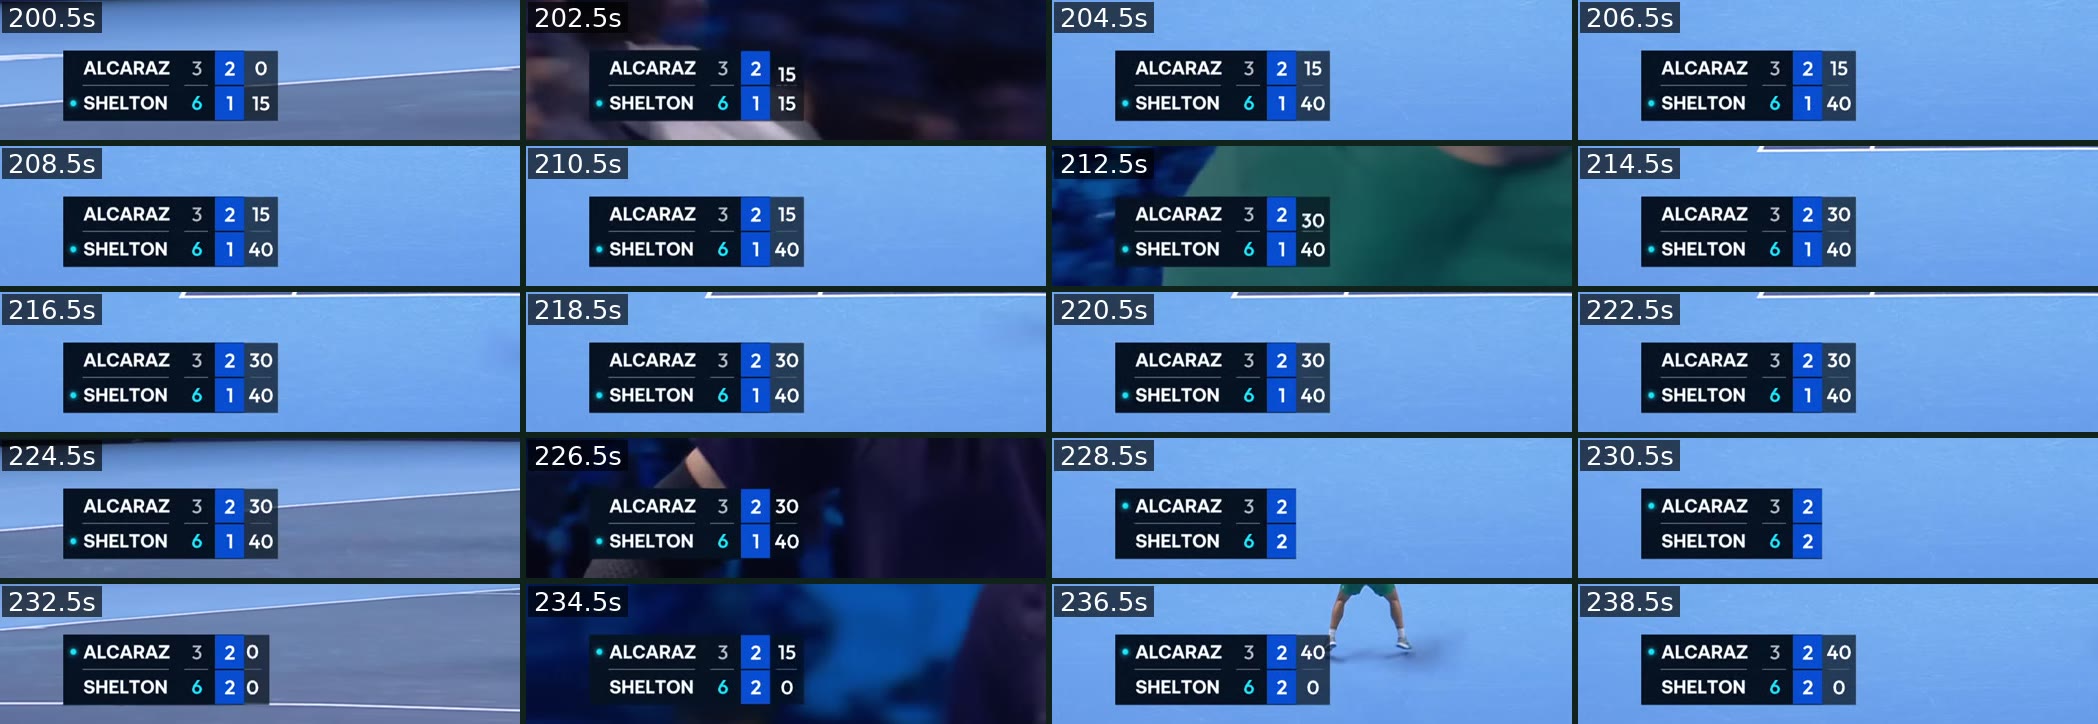 200.5s
ALCARAZ 3 2 0
SHELTON 6 1 15
202.5s
ALCARAZ 3 2 15
SHELTON 6 1 15
204.5s
ALCARAZ 3 2 15
SHELTON 6 1 40
206.5s
ALCARAZ 3 2 15
SHELTON 6 1 40
208.5s
ALCARAZ 3 2 15
SHELTON 6 1 40
210.5s
ALCARAZ 3 2 15
SHELTON 6 1 40
212.5s
ALCARAZ 3 2 30
SHELTON 6 1 40
214.5s
ALCARAZ 3 2 30
SHELTON 6 1 40
216.5s
ALCARAZ 3 2 30
SHELTON 6 1 40
218.5s
ALCARAZ 3 2 30
SHELTON 6 1 40
220.5s
ALCARAZ 3 2 30
SHELTON 6 1 40
222.5s
ALCARAZ 3 2 30
SHELTON 6 1 40
224.5s
ALCARAZ 3 2 30
SHELTON 6 1 40
226.5s
ALCARAZ 3 2 30
SHELTON 6 1 40
228.5s
ALCARAZ 3 2
SHELTON 6 2
230.5s
ALCARAZ 3 2
SHELTON 6 2
232.5s
ALCARAZ 3 2 0
SHELTON 6 2 0
234.5s
ALCARAZ 3 2 15
SHELTON 6 2 0
236.5s
ALCARAZ 3 2 40
SHELTON 6 2 0
238.5s
ALCARAZ 3 2 40
SHELTON 6 2 0